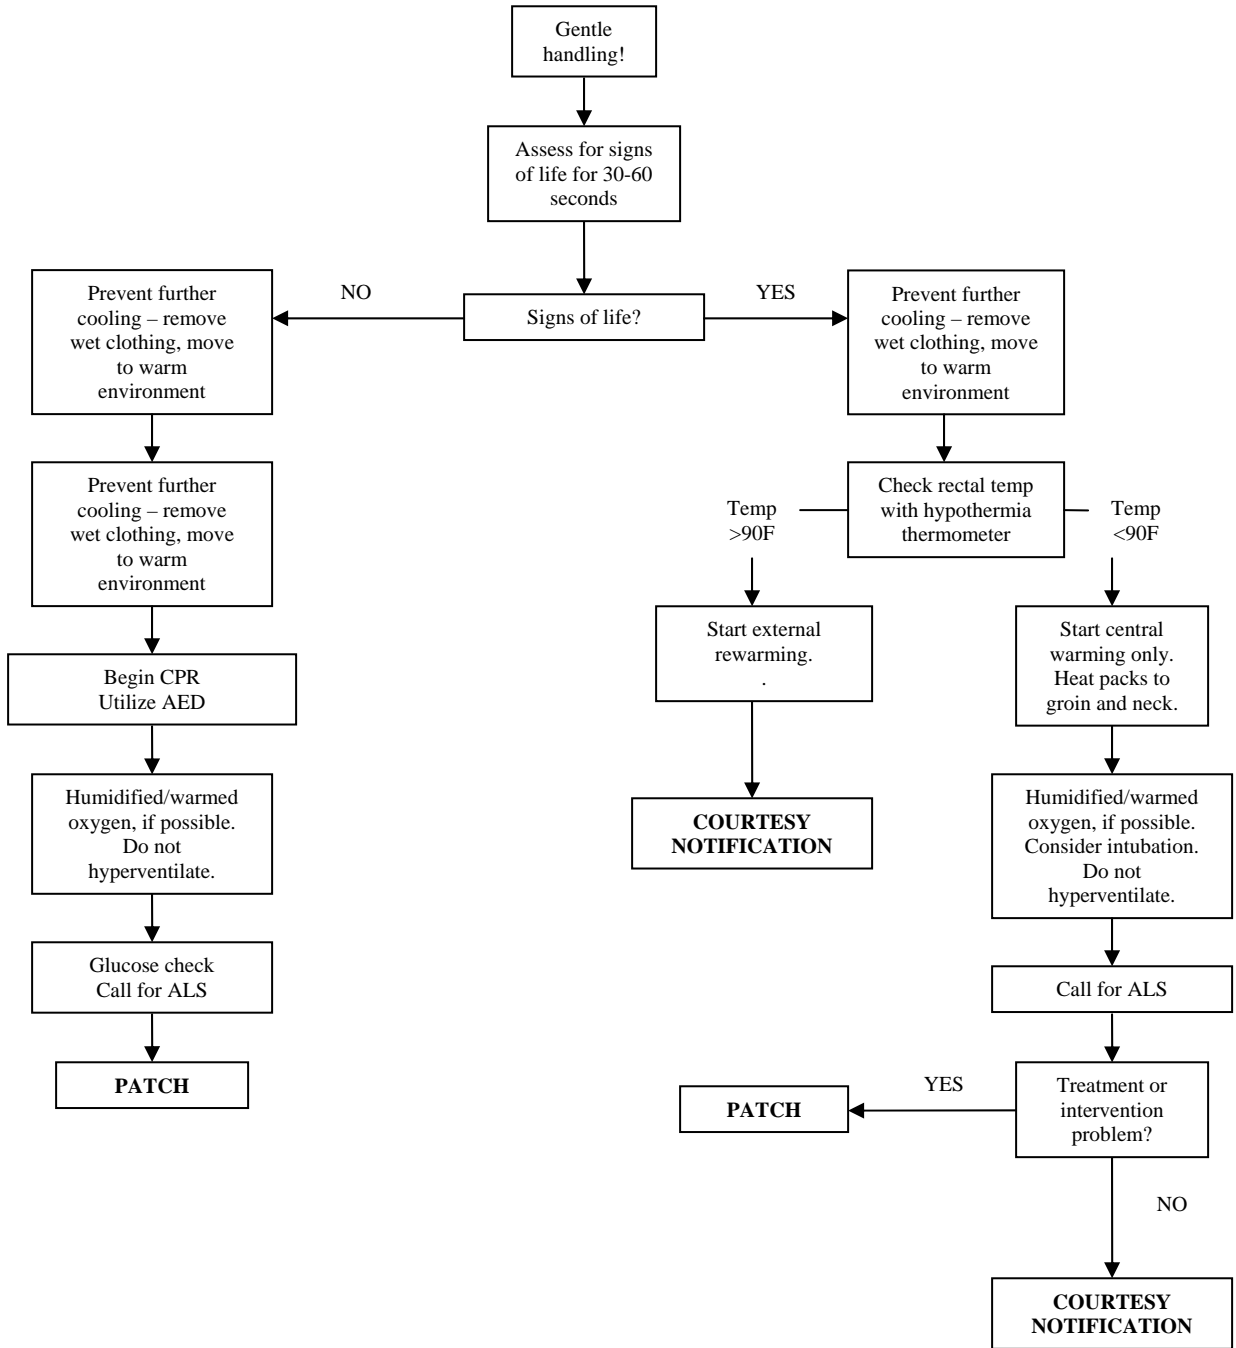 Gentle
handling!
Assess for signs
of life for 30-60
seconds
Signs of life?
NO
YES
Prevent further
cooling – remove
wet clothing, move
to warm
environment
Prevent further
cooling – remove
wet clothing, move
to warm
environment
Begin CPR
Utilize AED
Humidified/warmed
oxygen, if possible.
Do not
hyperventilate.
Glucose check
Call for ALS
PATCH
Prevent further
cooling – remove
wet clothing, move
to warm
environment
Check rectal temp
with hypothermia
thermometer
Temp
>90F
Temp
<90F
Start external
rewarming.
.
COURTESY
NOTIFICATION
Start central
warming only.
Heat packs to
groin and neck.
Humidified/warmed
oxygen, if possible.
Consider intubation.
Do not
hyperventilate.
Call for ALS
Treatment or
intervention
problem?
YES
PATCH
NO
COURTESY
NOTIFICATION